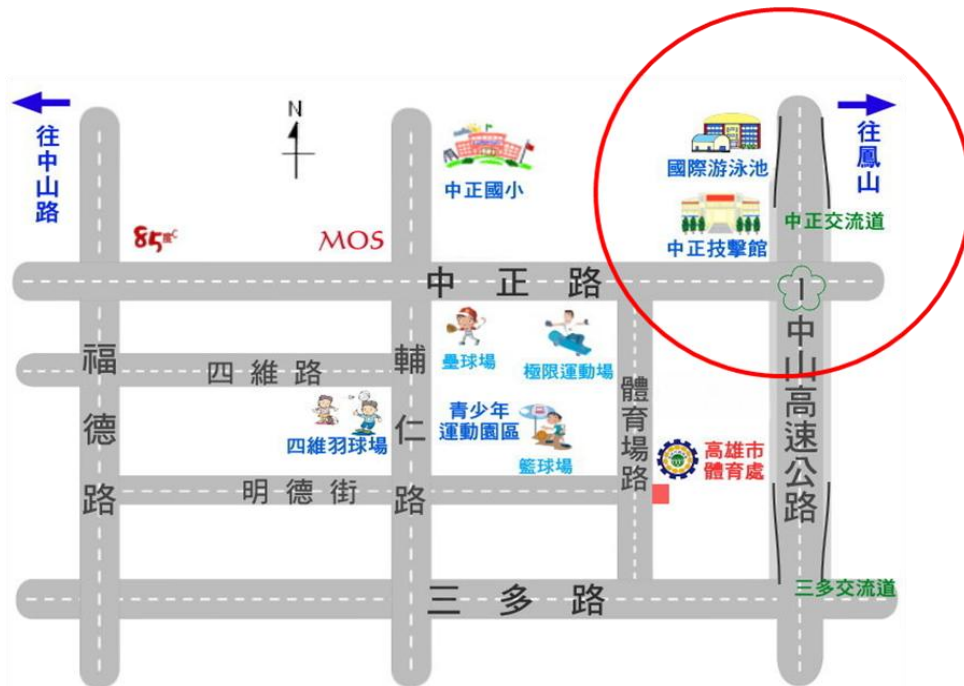 N
往中山路
往鳳山
國際游泳池
中正國小
中正交流道
85度C
MOS
中正技擊館
中正路
1
壘球場
極限運動場
四維路
福德路
輔仁路
體育場路
中山高速公路
青少年
運動園區
四維羽球場
籃球場
高雄市
體育處
明德街
三多交流道
三多路